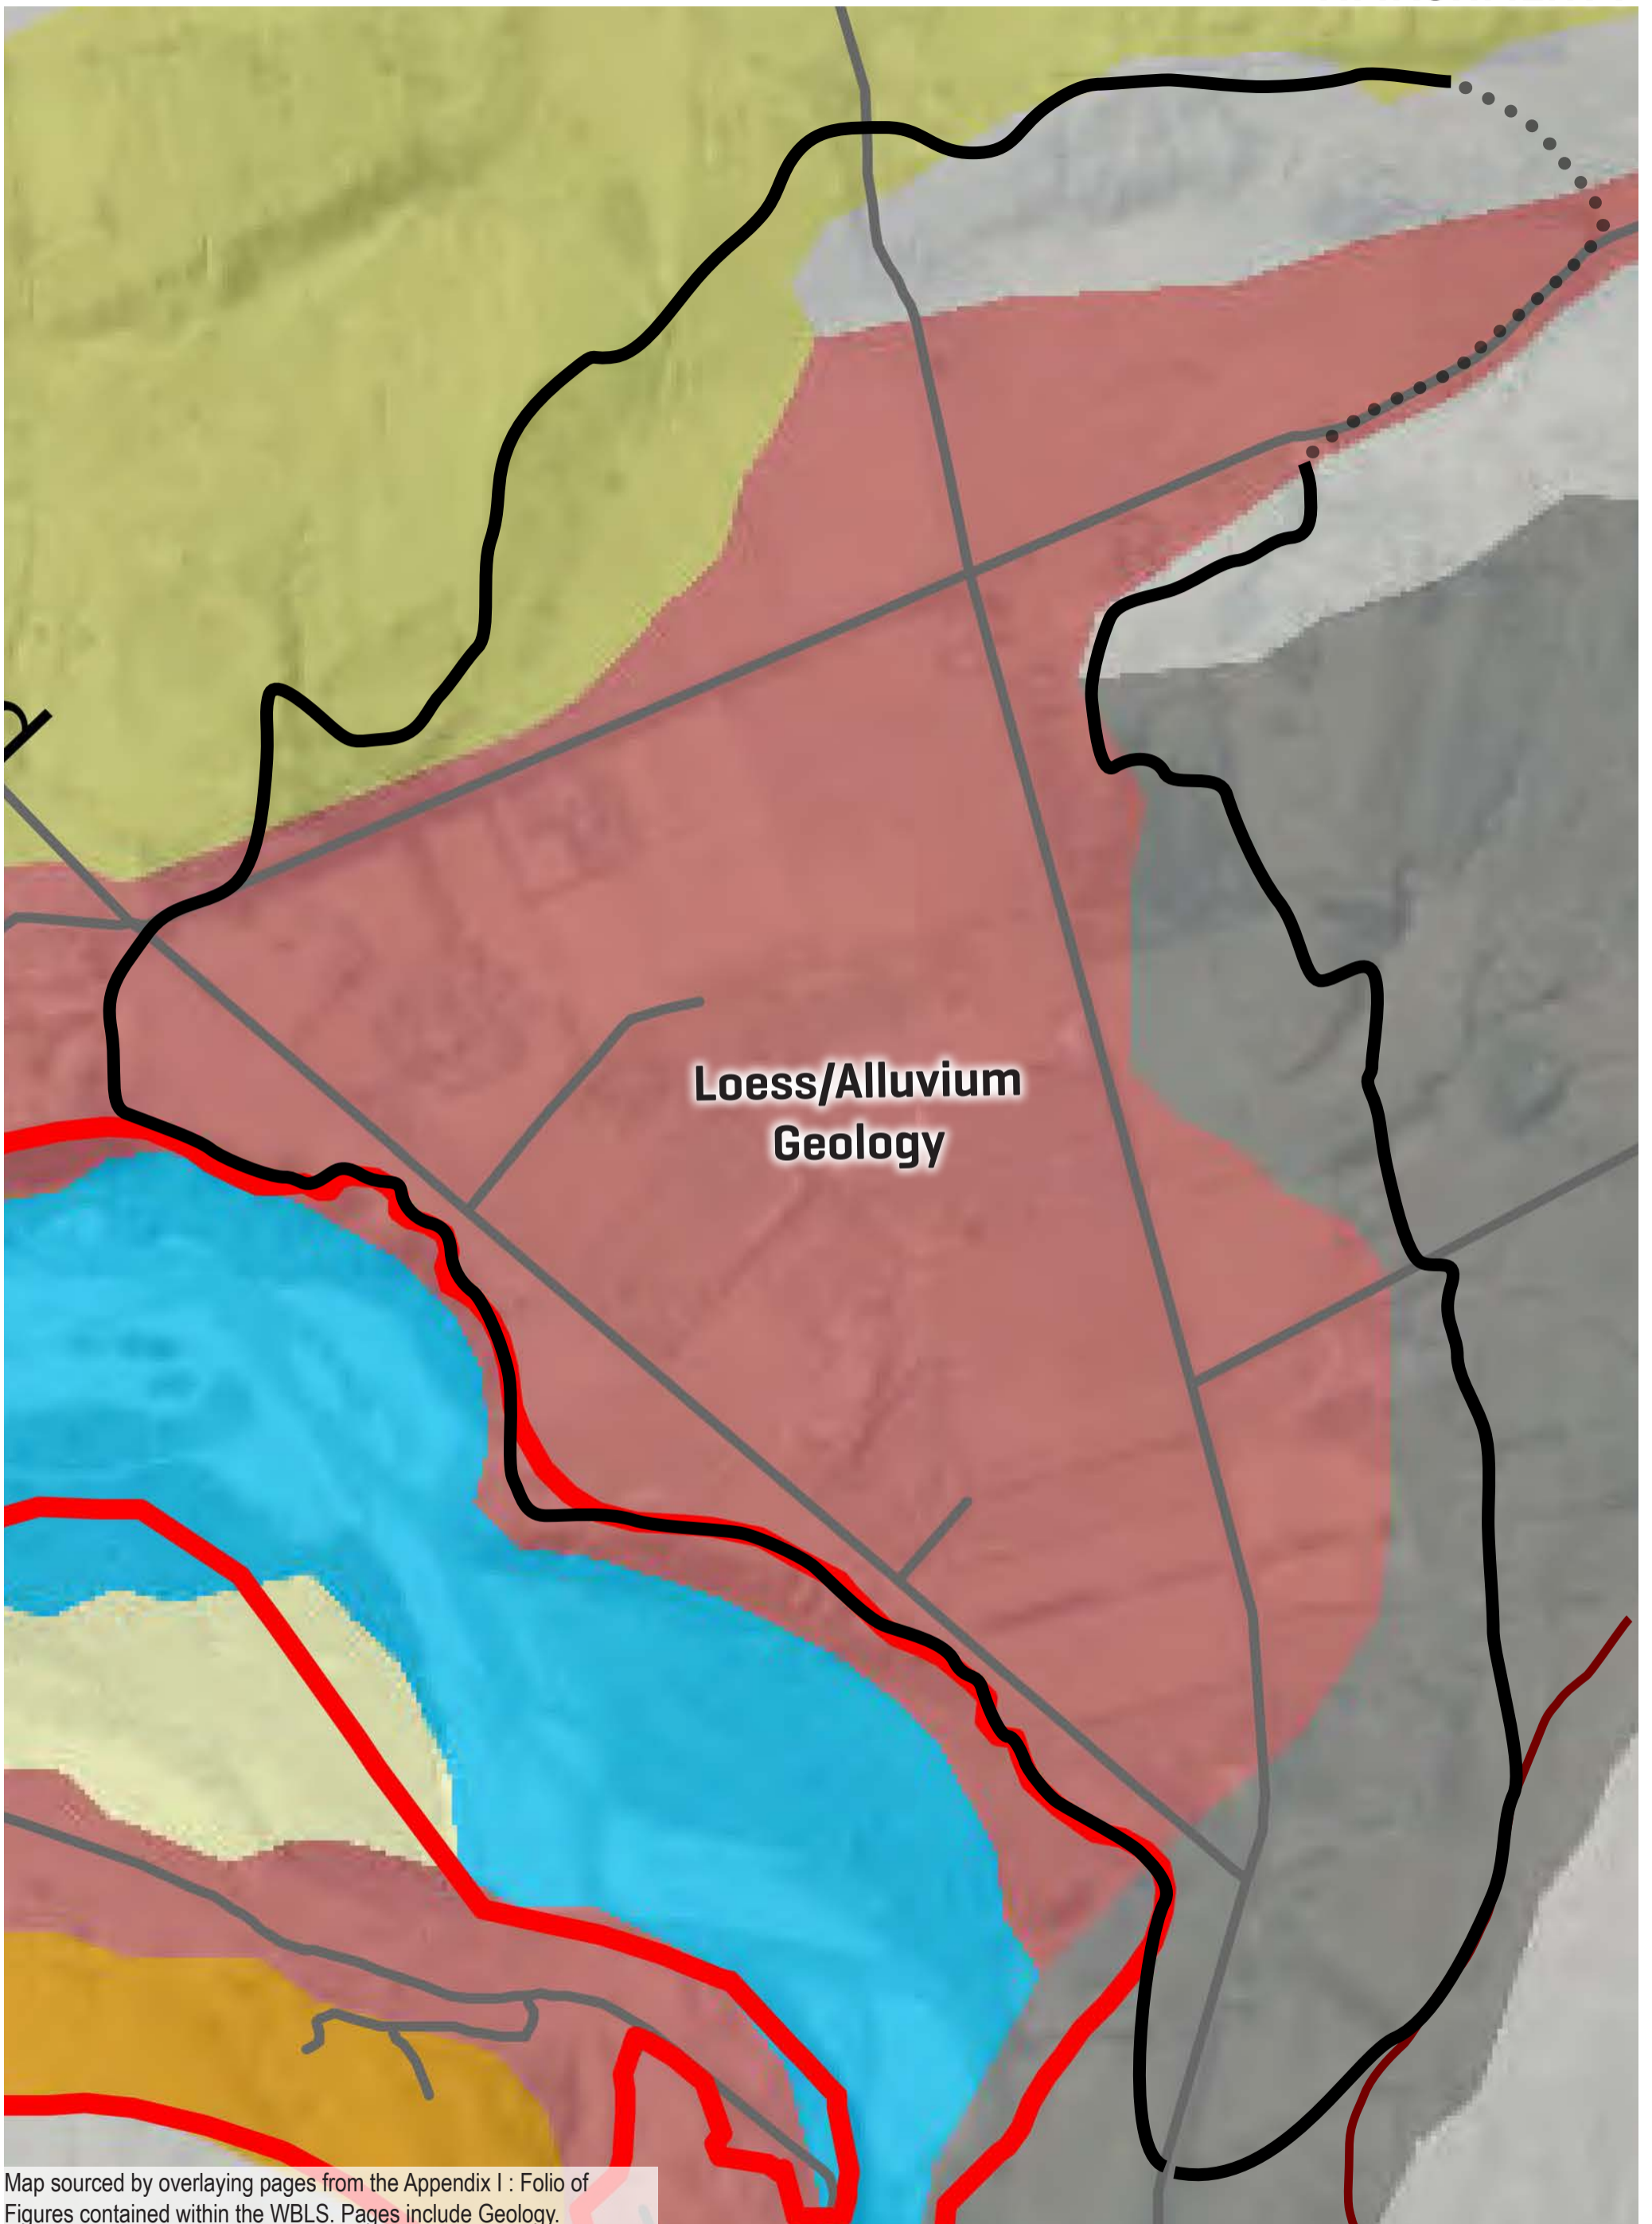 Loess/Alluvium
Geology
Map sourced by overlaying pages from the Appendix I : Folio of
Figures contained within the WBLS. Pages include Geology.